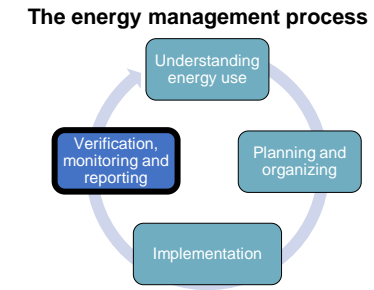 The energy management process
Understanding
energy use
Planning and
organizing
Implementation
Verification,
monitoring and
reporting